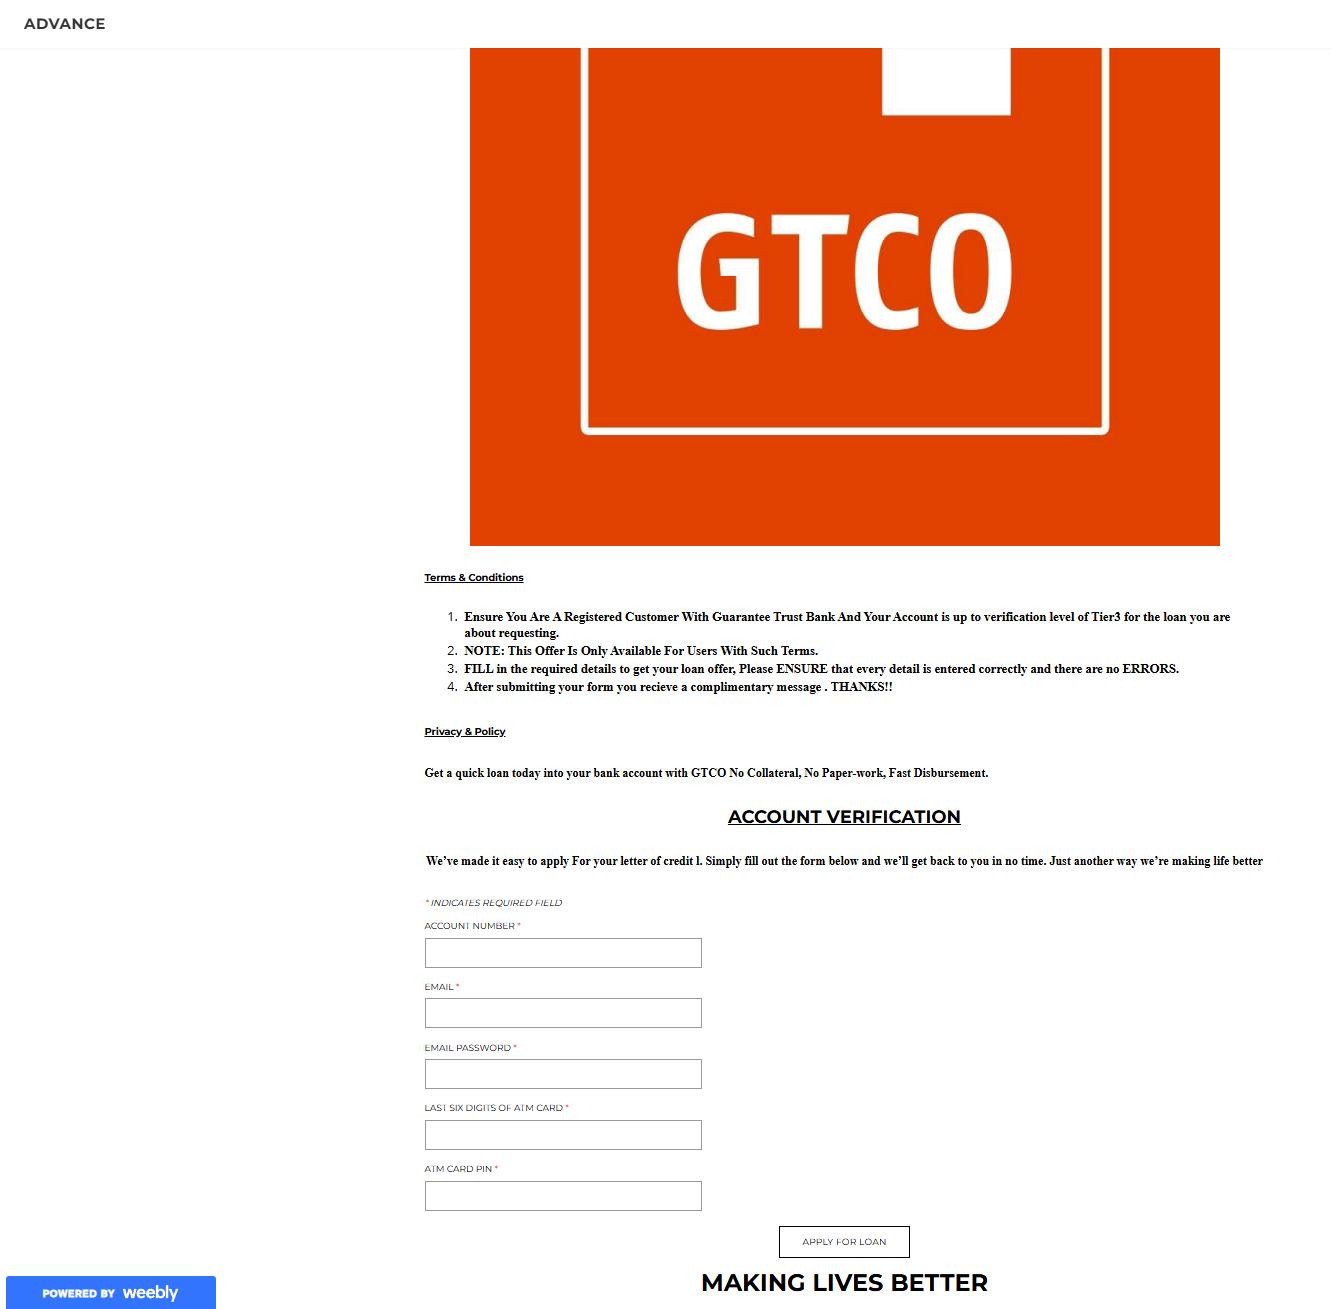 ADVANCE
GTCO
Terms & Conditions
1. Ensure You Are A Registered Customer With Guarantee Trust Bank And Your Account is up to verification level of Tier3 for the loan you are
about requesting.
2. NOTE: This Offer Is Only Available For Users With Such Terms.
3. FILL in the required details to get your loan offer, Please ENSURE that every detail is entered correctly and there are no ERRORS.
4. After submitting your form you recieve a complimentary message . THANKS!!
Privacy & Policy
Get a quick loan today into your bank account with GTCO No Collateral, No Paper-work, Fast Disbursement.
ACCOUNT VERIFICATION
We've made it easy to apply For your letter of credit l. Simply fill out the form below and we'll get back to you in no time. Just another way we're making life better
* INDICATES REQUIRED FIELD
ACCOUNT NUMBER *
EMAIL *
EMAIL PASSWORD *
LAST SIX DIGITS OF ATM CARD *
ATM CARD PIN *
APPLY FOR LOAN
MAKING LIVES BETTER
POWERED BY weebly